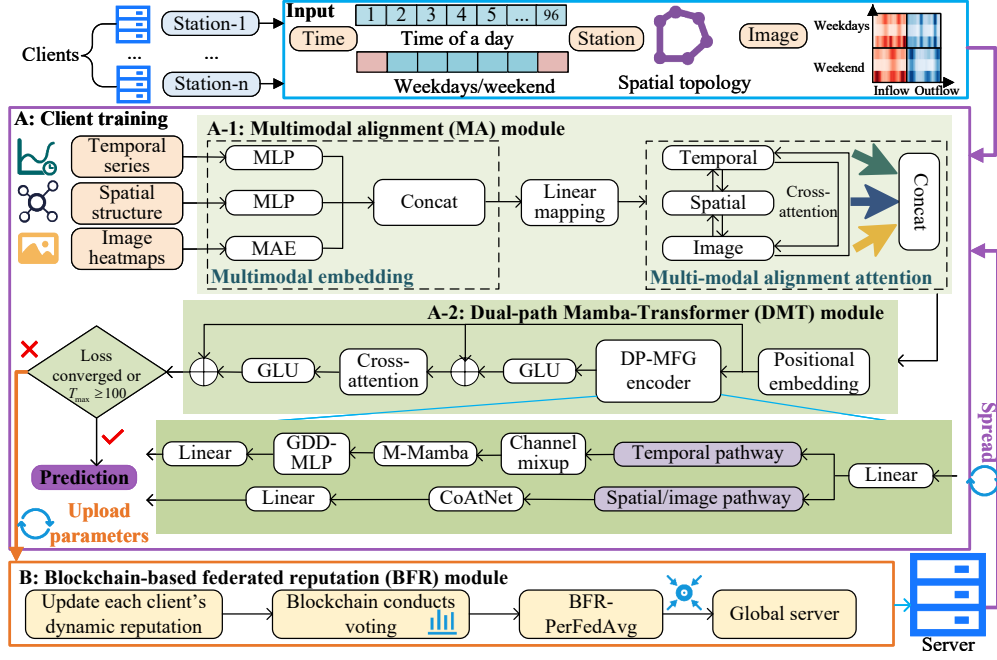 Clients
Station-1
...
...
Station-n
Input
1 2 3 4 5 ... 96
Time
Time of a day
Weekdays/weekend
Station
Spatial topology
Image
Weekdays
Weekend
Inflow Outflow
A: Client training
A-1: Multimodal alignment (MA) module
Temporal
series
Spatial
structure
Image
heatmaps
MLP
MLP
MAE
Concat
Multimodal embedding
Linear
mapping
Temporal
Spatial
Image
Cross-
attention
Concat
Multi-modal alignment attention
A-2: Dual-path Mamba-Transformer (DMT) module
Loss
converged or
Tmax ≥100
GLU
Cross-
attention
GLU
DP-MFG
encoder
Positional
embedding
Prediction
Linear
GDD-
MLP
M-Mamba
Channel
mixup
Temporal pathway
Linear
Linear
CoAtNet
Spatial/image pathway
Spread
Upload
parameters
B: Blockchain-based federated reputation (BFR) module
Update each client's
dynamic reputation
Blockchain conducts
voting
BFR-
PerFedAvg
Global server
Server